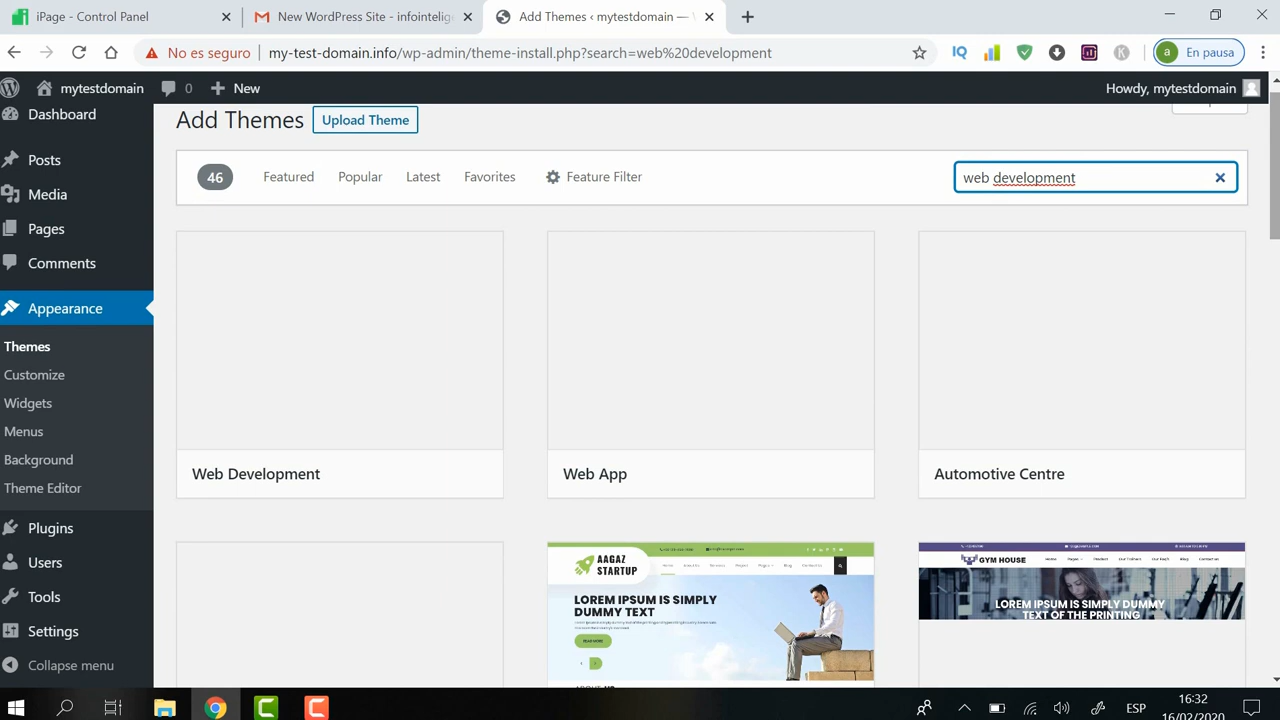 iPage - Control Panel
New WordPress Site - infointelige
Add Themes ‹ mytestdomain — W
No es seguro
my-test-domain.info/wp-admin/theme-install.php?search=web%20development
En pausa
mytestdomain
0
New
Howdy, mytestdomain
Dashboard
Posts
Media
Pages
Comments
Appearance
Themes
Customize
Widgets
Menus
Background
Theme Editor
Plugins
Users
Tools
Settings
Collapse menu
Add Themes
Upload Theme
46
Featured
Popular
Latest
Favorites
Feature Filter
web development
Web Development
Web App
Automotive Centre
AAGAZ
STARTUP
LOREM IPSUM IS SIMPLY
DUMMY TEXT
READ MORE
GYM HOUSE
LOREM IPSUM IS SIMPLY DUMMY
TEXT OF THE PRINTING
ESP
16:32
16/02/2020